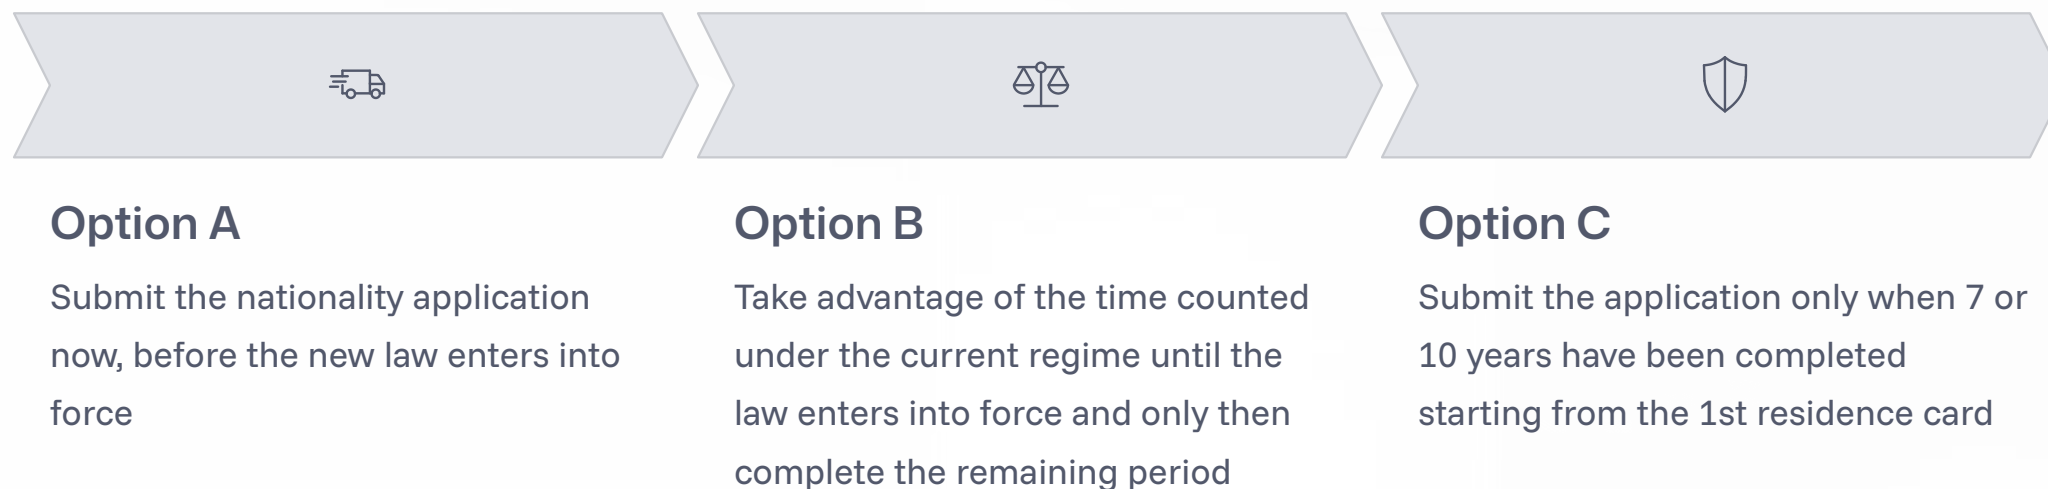 Option A
Submit the nationality application
now, before the new law enters into
force
Option B
Take advantage of the time counted
under the current regime until the
law enters into force and only then
complete the remaining period
Option C
Submit the application only when 7 or
10 years have been completed
starting from the 1st residence card